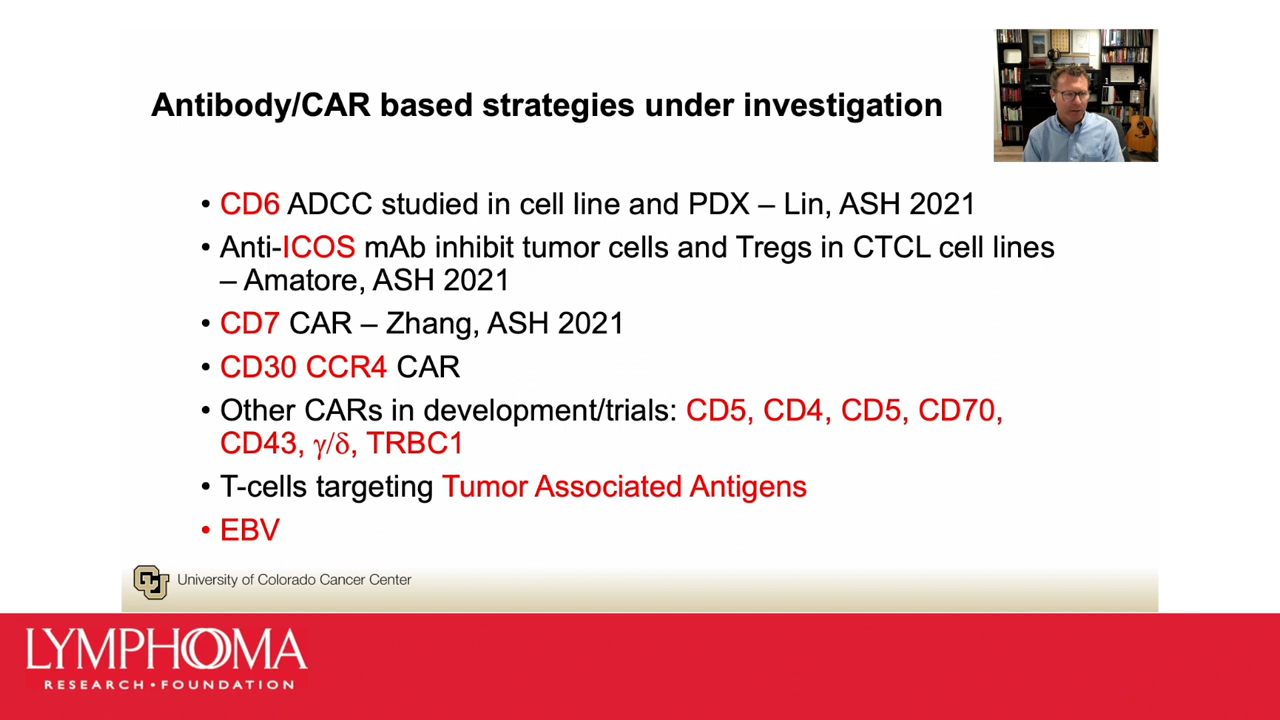 Antibody/CAR based strategies under investigation
• CD6 ADCC studied in cell line and PDX – Lin, ASH 2021
• Anti-ICOS mAb inhibit tumor cells and Tregs in CTCL cell lines
– Amatore, ASH 2021
• CD7 CAR – Zhang, ASH 2021
• CD30 CCR4 CAR
• Other CARs in development/trials: CD5, CD4, CD5, CD70,
CD43, γ/δ, TRBC1
• T-cells targeting Tumor Associated Antigens
• EBV
CU University of Colorado Cancer Center
LYMPHOMA
RESEARCH • FOUNDATION